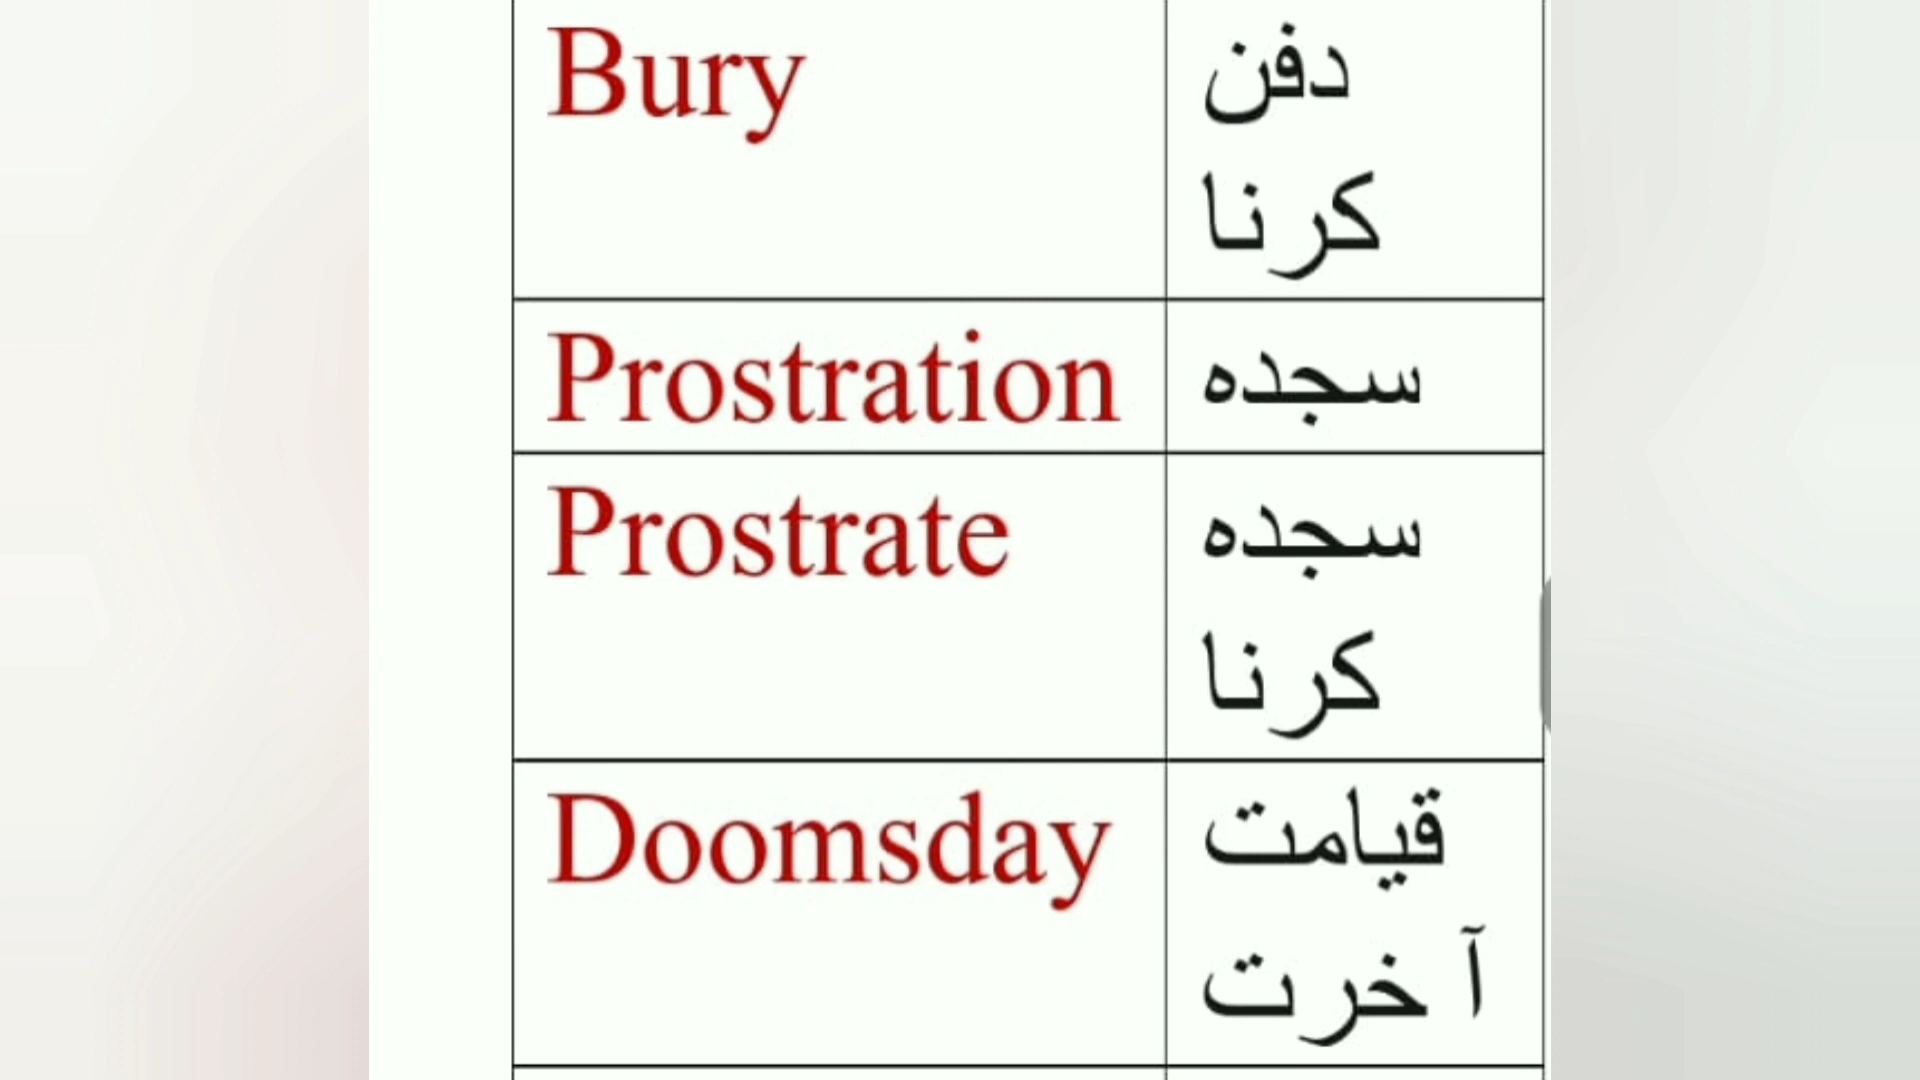 Bury دفن
کرنا
Prostration سجدہ
Prostrate سجدہ
کرنا
Doomsday قیامت
آ خرت